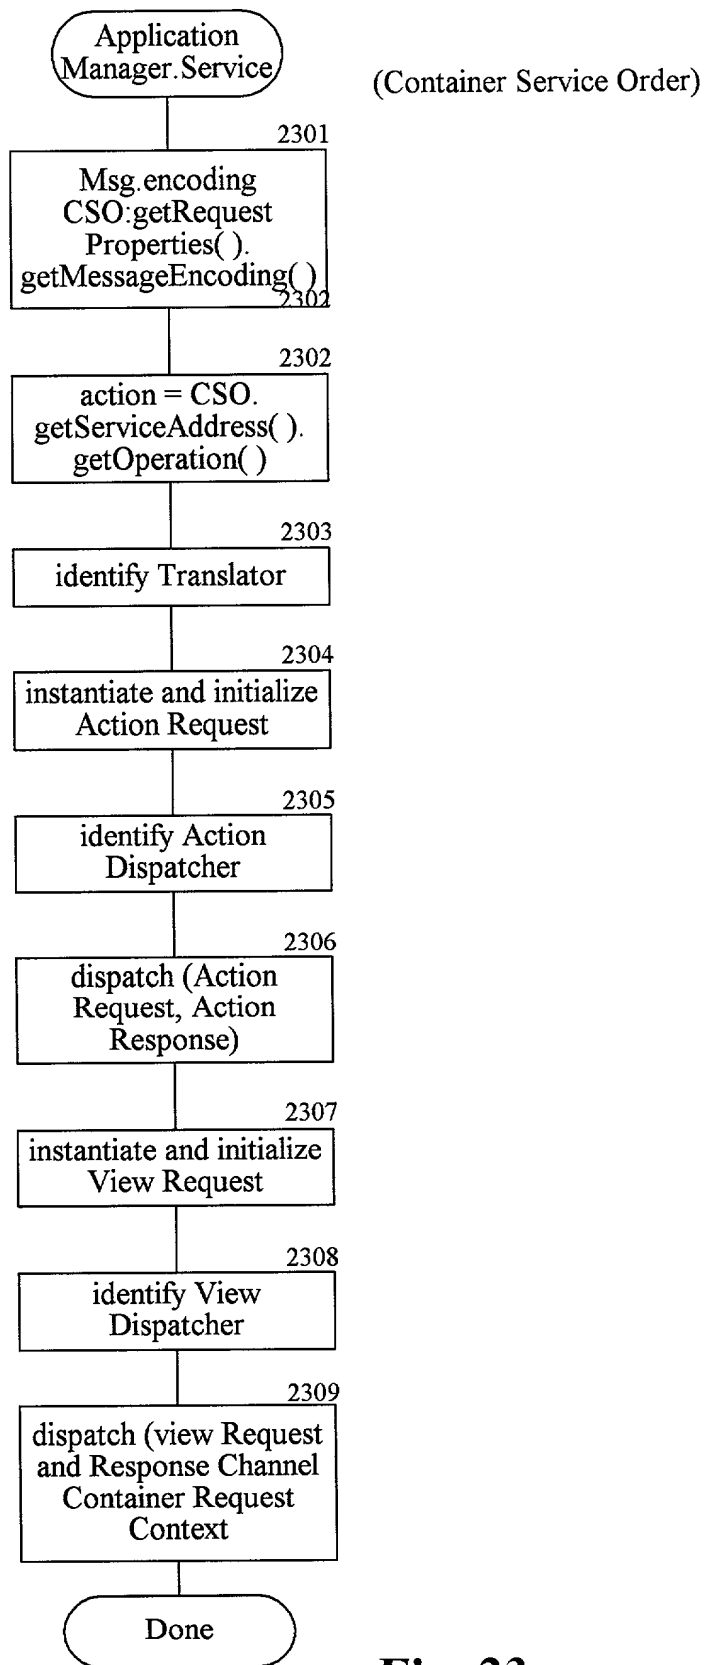 Application
Manager.Service
(Container Service Order)
2301
Msg.encoding
CSO:getRequest
Properties( ).
getMessageEncoding( )
2302
2302
action = CSO.
getServiceAddress( ).
getOperation( )
2303
identify Translator
2304
instantiate and initialize
Action Request
2305
identify Action
Dispatcher
2306
dispatch (Action
Request, Action
Response)
2307
instantiate and initialize
View Request
2308
identify View
Dispatcher
2309
dispatch (view Request
and Response Channel
Container Request
Context
Done
Fig. 23